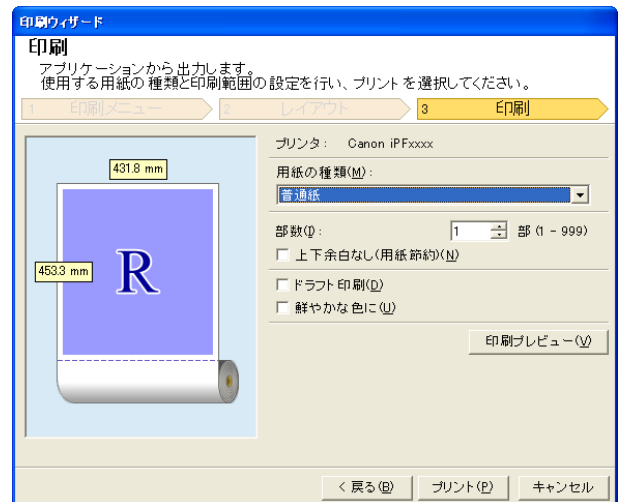 印刷ウィザード
印刷
アプリケーションから出力します。
使用する用紙の種類と印刷範囲の設定を行い、プリントを選択してください。
1 印刷メニュー 2 レイアウト 3 印刷
プリンタ： Canon iPFxxxx
431.8 mm
用紙の種類(M)：
普通紙
部数(I)： 1 部 (1 - 999)
上下余白なし(用紙節約)(N)
453.3 mm
R
ドラフト印刷(D)
鮮やかな色に(U)
印刷プレビュー(V)
< 戻る(B) プリント(P) キャンセル